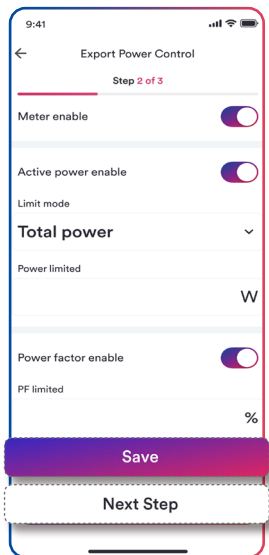 9:41
Export Power Control
Step 2 of 3
Meter enable
Active power enable
Limit mode
Total power
Power limited
W
Power factor enable
PF limited
%
Save
Next Step